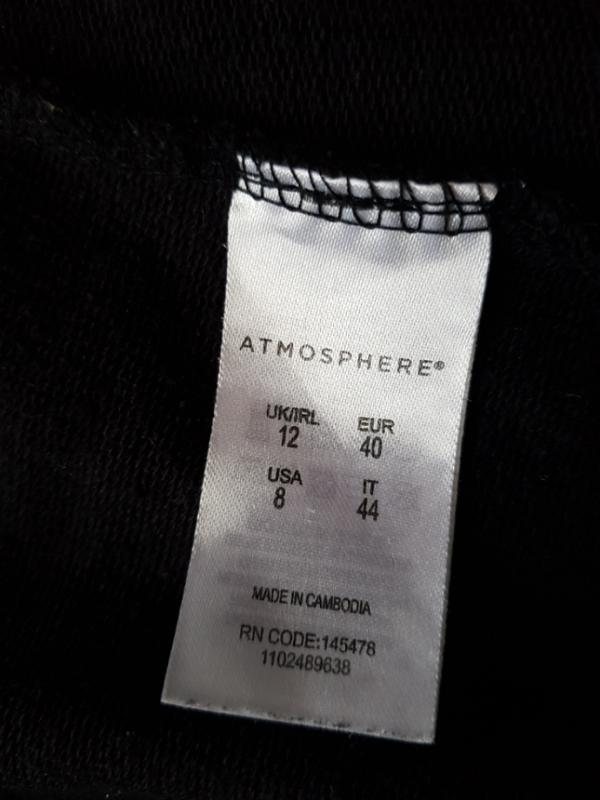 ATMOSPHERE®
UK/IRL EUR
12 40
USA IT
8 44
MADE IN CAMBODIA
RN CODE:145478
1102489638